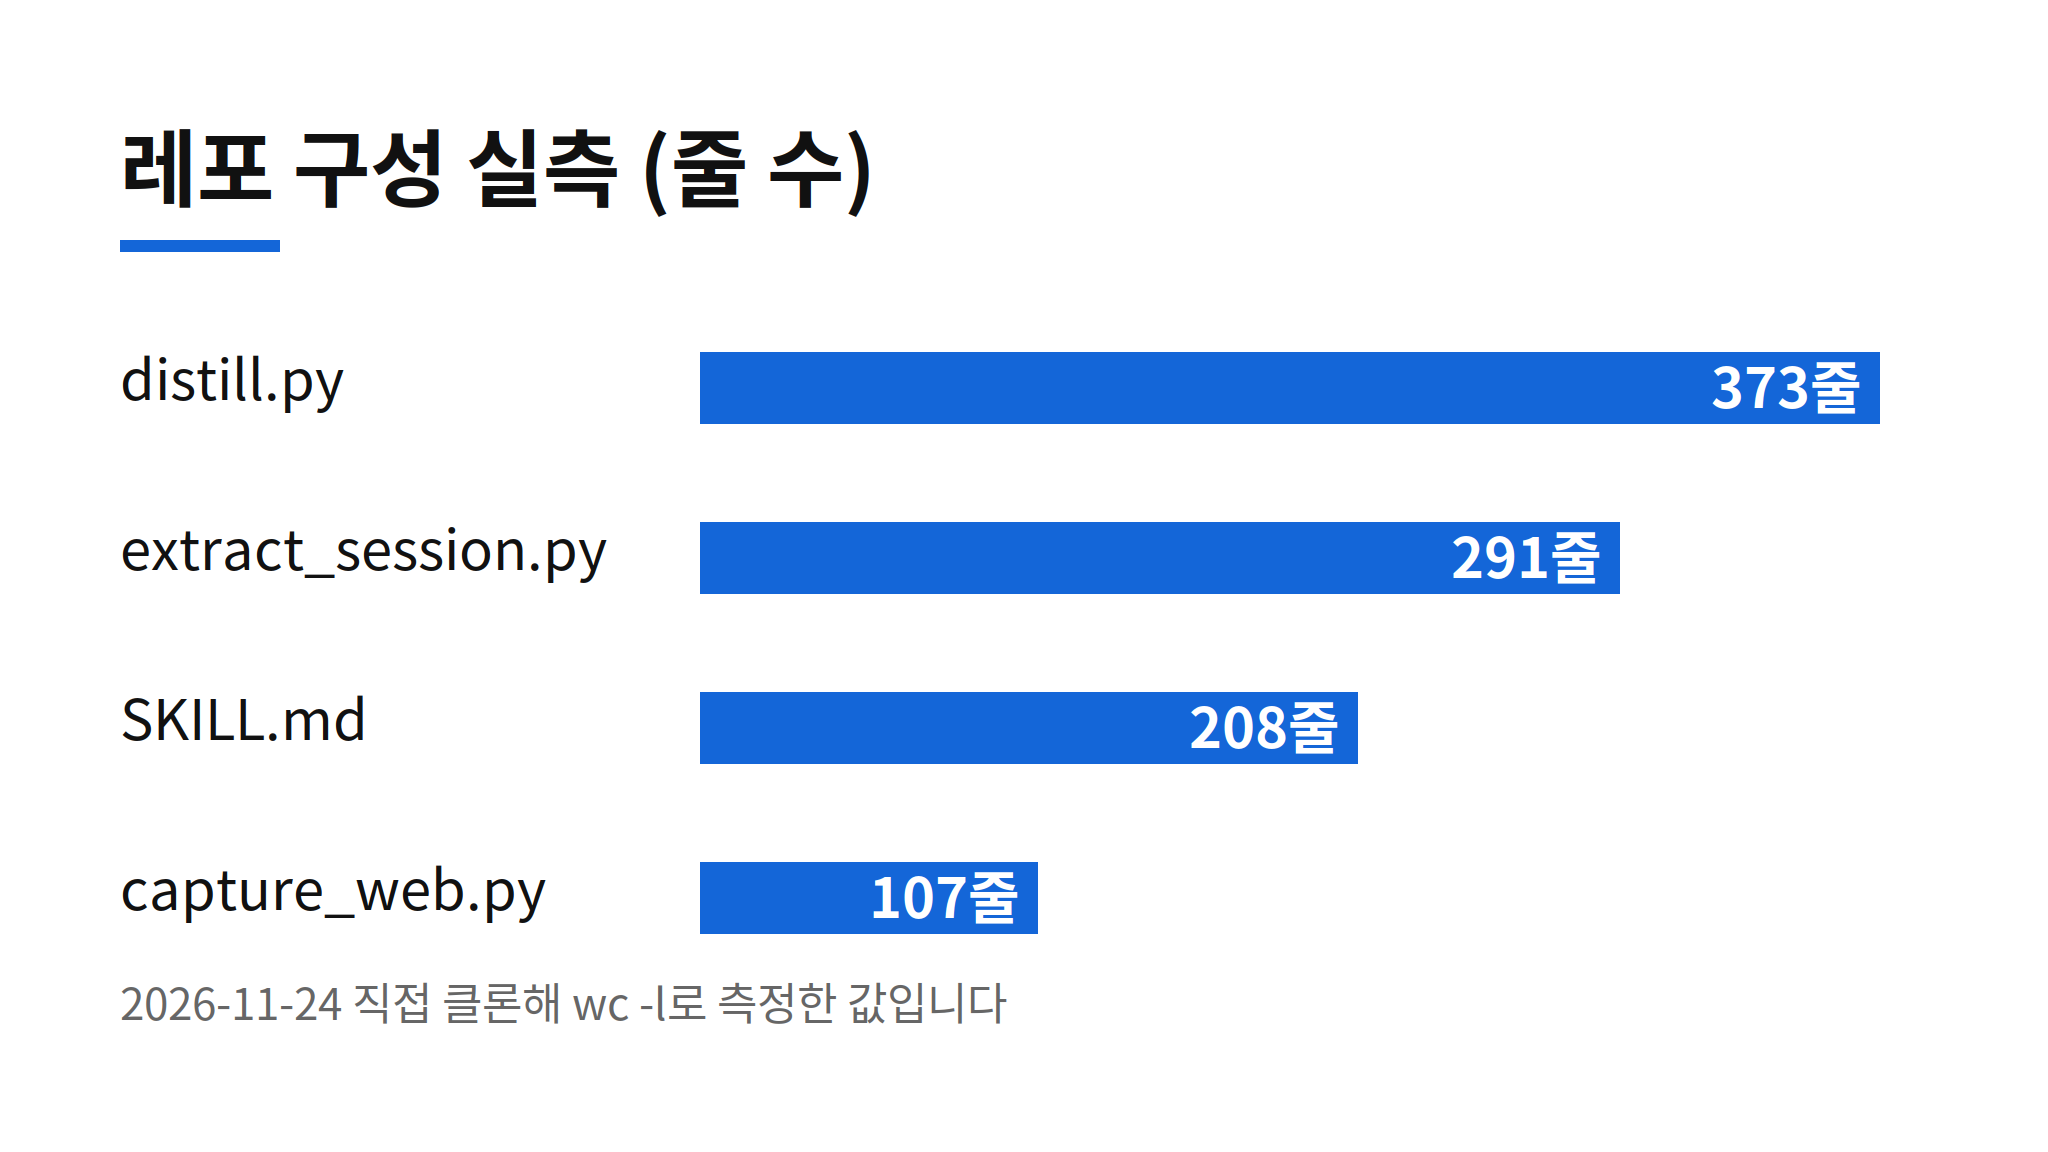 레포 구성 실측 (줄 수)
distill.py 373줄
extract_session.py 291줄
SKILL.md 208줄
capture_web.py 107줄
2026-11-24 직접 클론해 wc -l로 측정한 값입니다